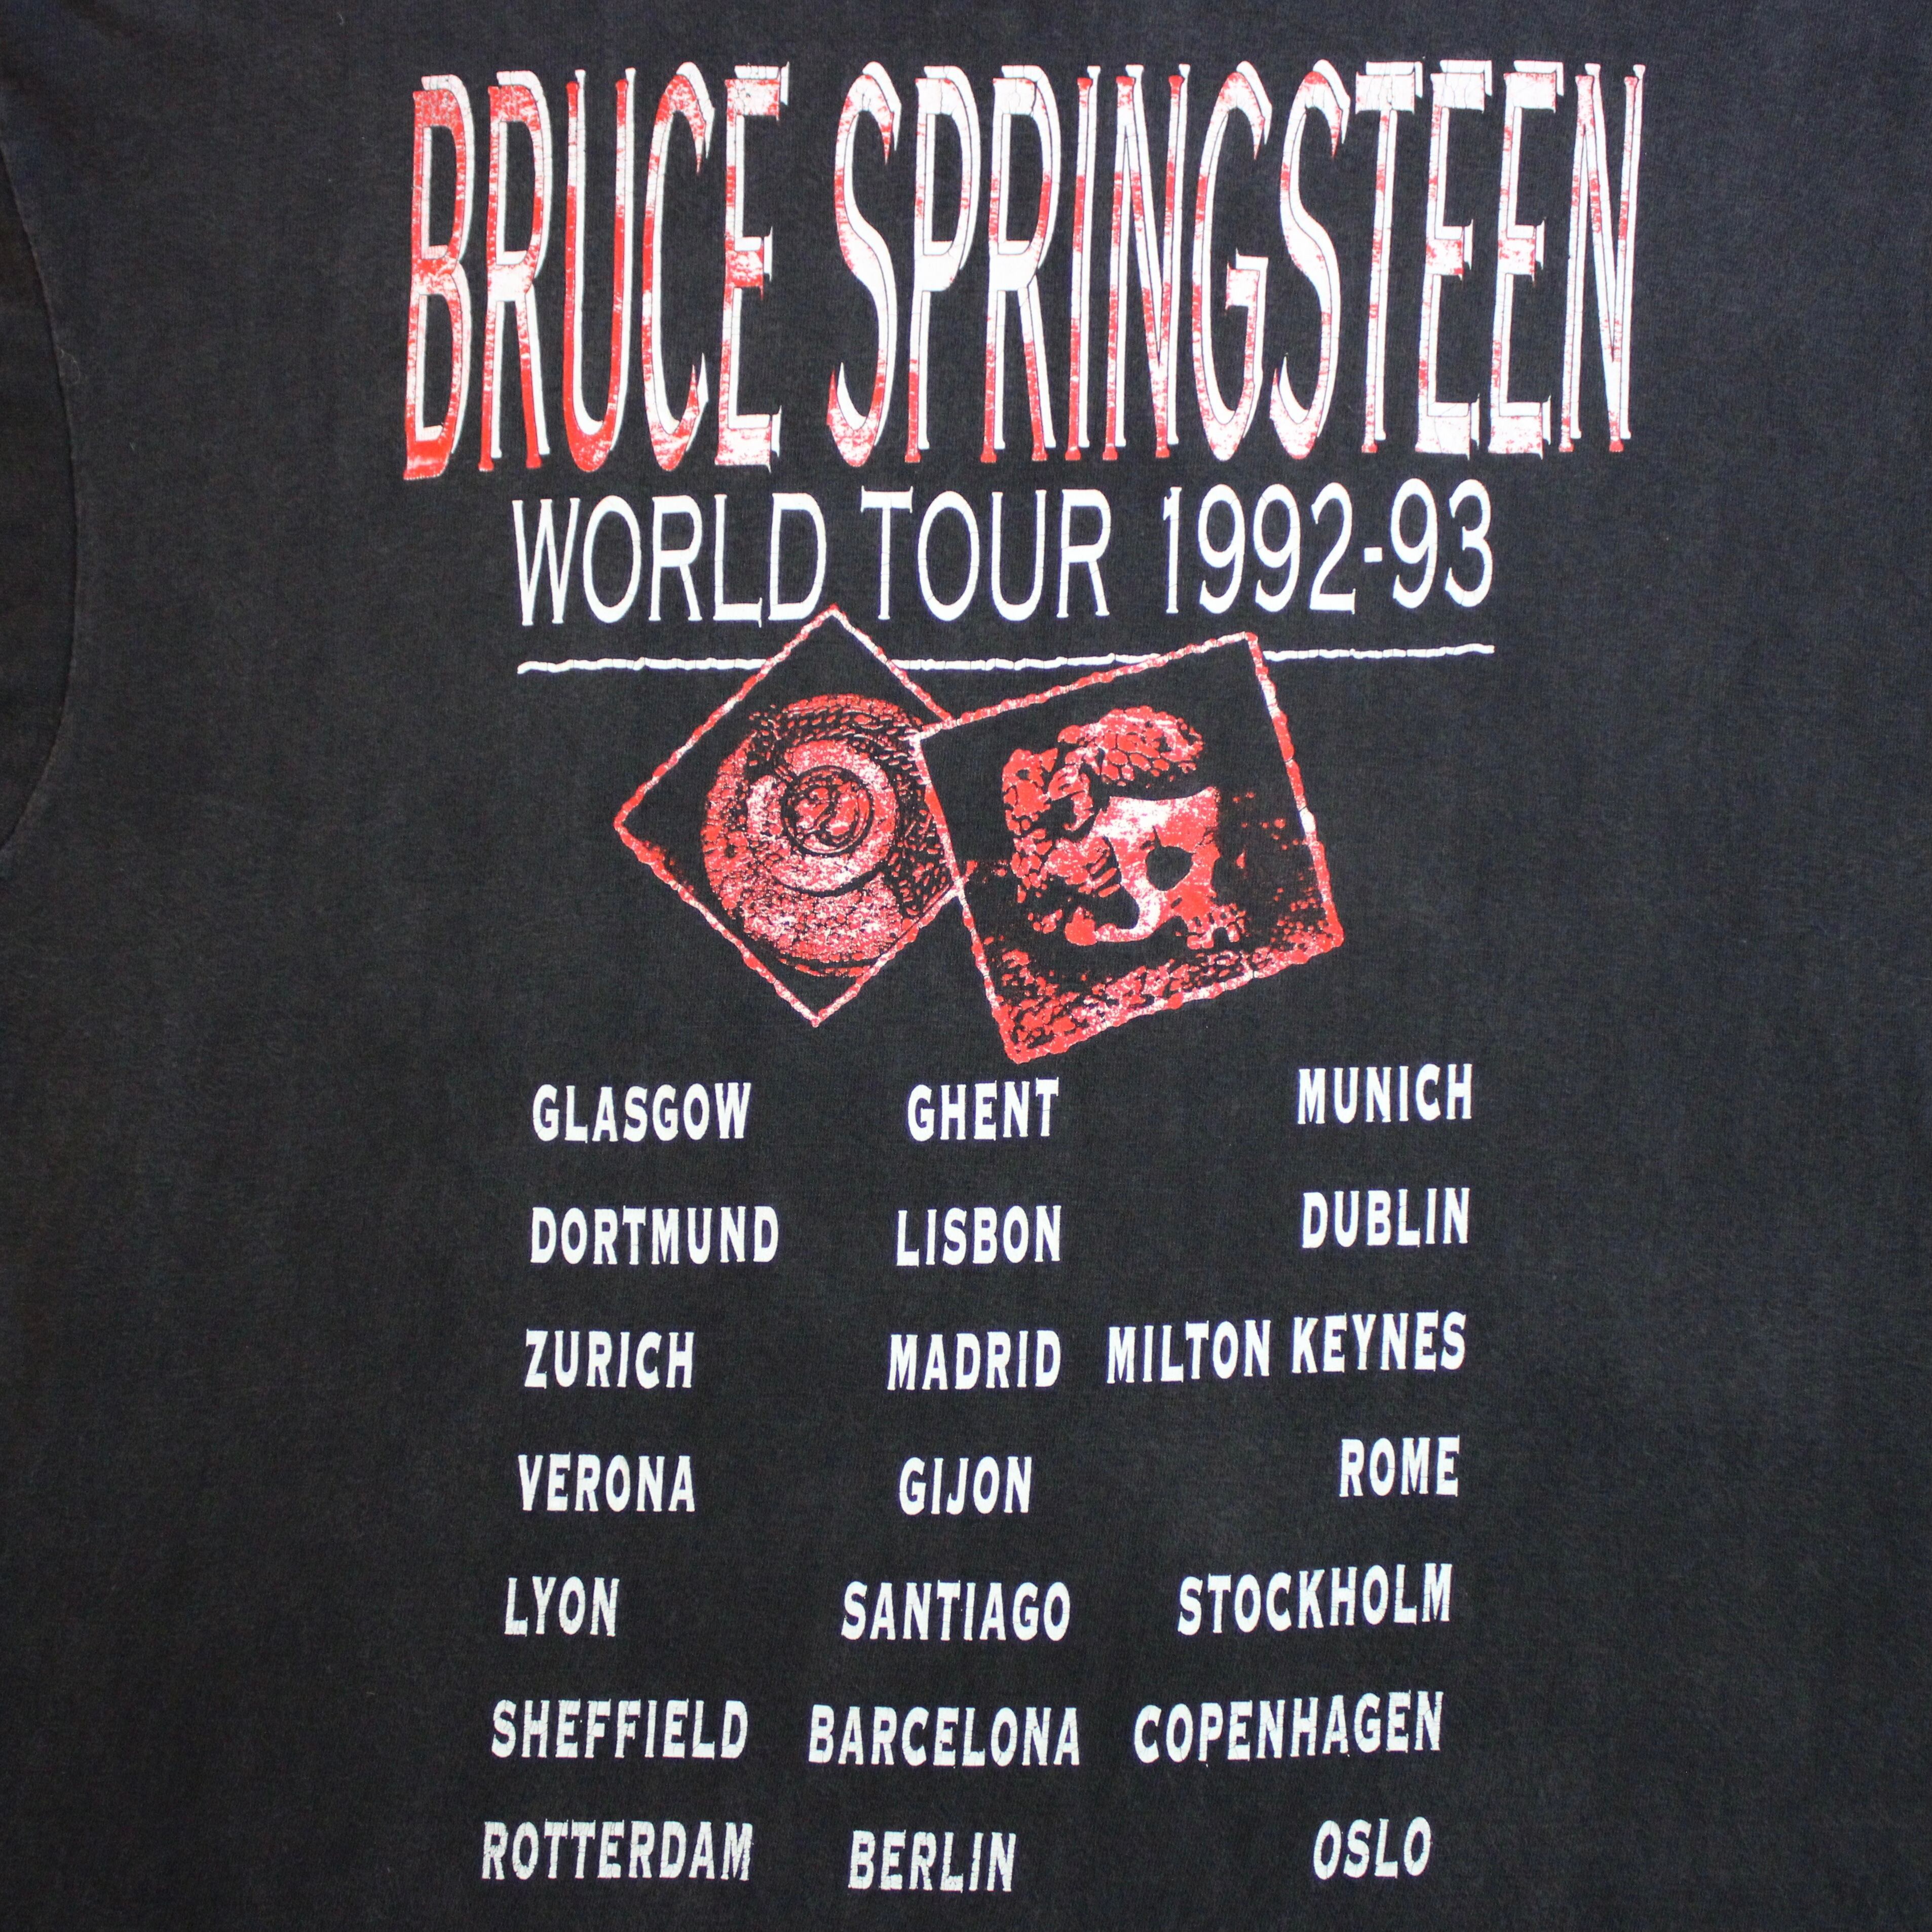 BRUCE SPRINGSTEEN
WORLD TOUR 1992-93
GLASGOW GHENT MUNICH
DORTMUND LISBON DUBLIN
ZURICH MADRID MILTON KEYNES
VERONA GIJON ROME
LYON SANTIAGO STOCKHOLM
SHEFFIELD BARCELONA COPENHAGEN
ROTTERDAM BERLIN OSLO